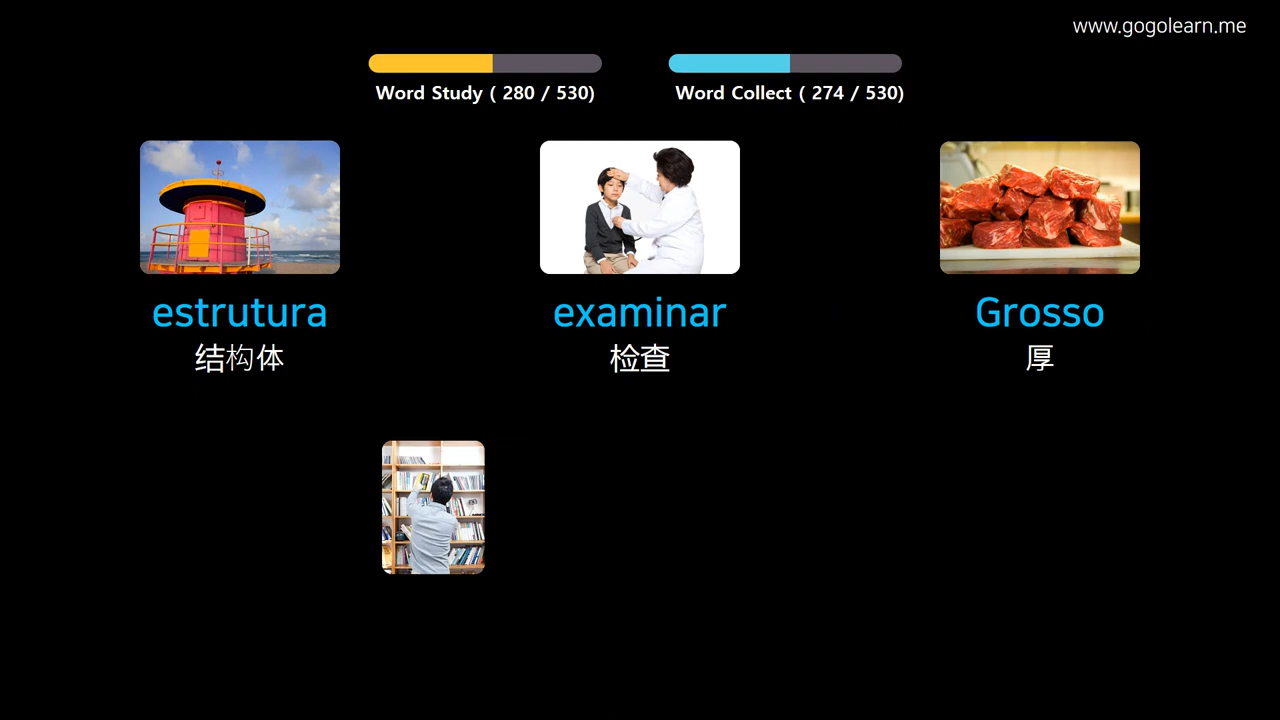 www.gogolearn.me
Word Study ( 280 / 530)
Word Collect ( 274 / 530)
estrutura
结构体
examinar
检查
Grosso
厚